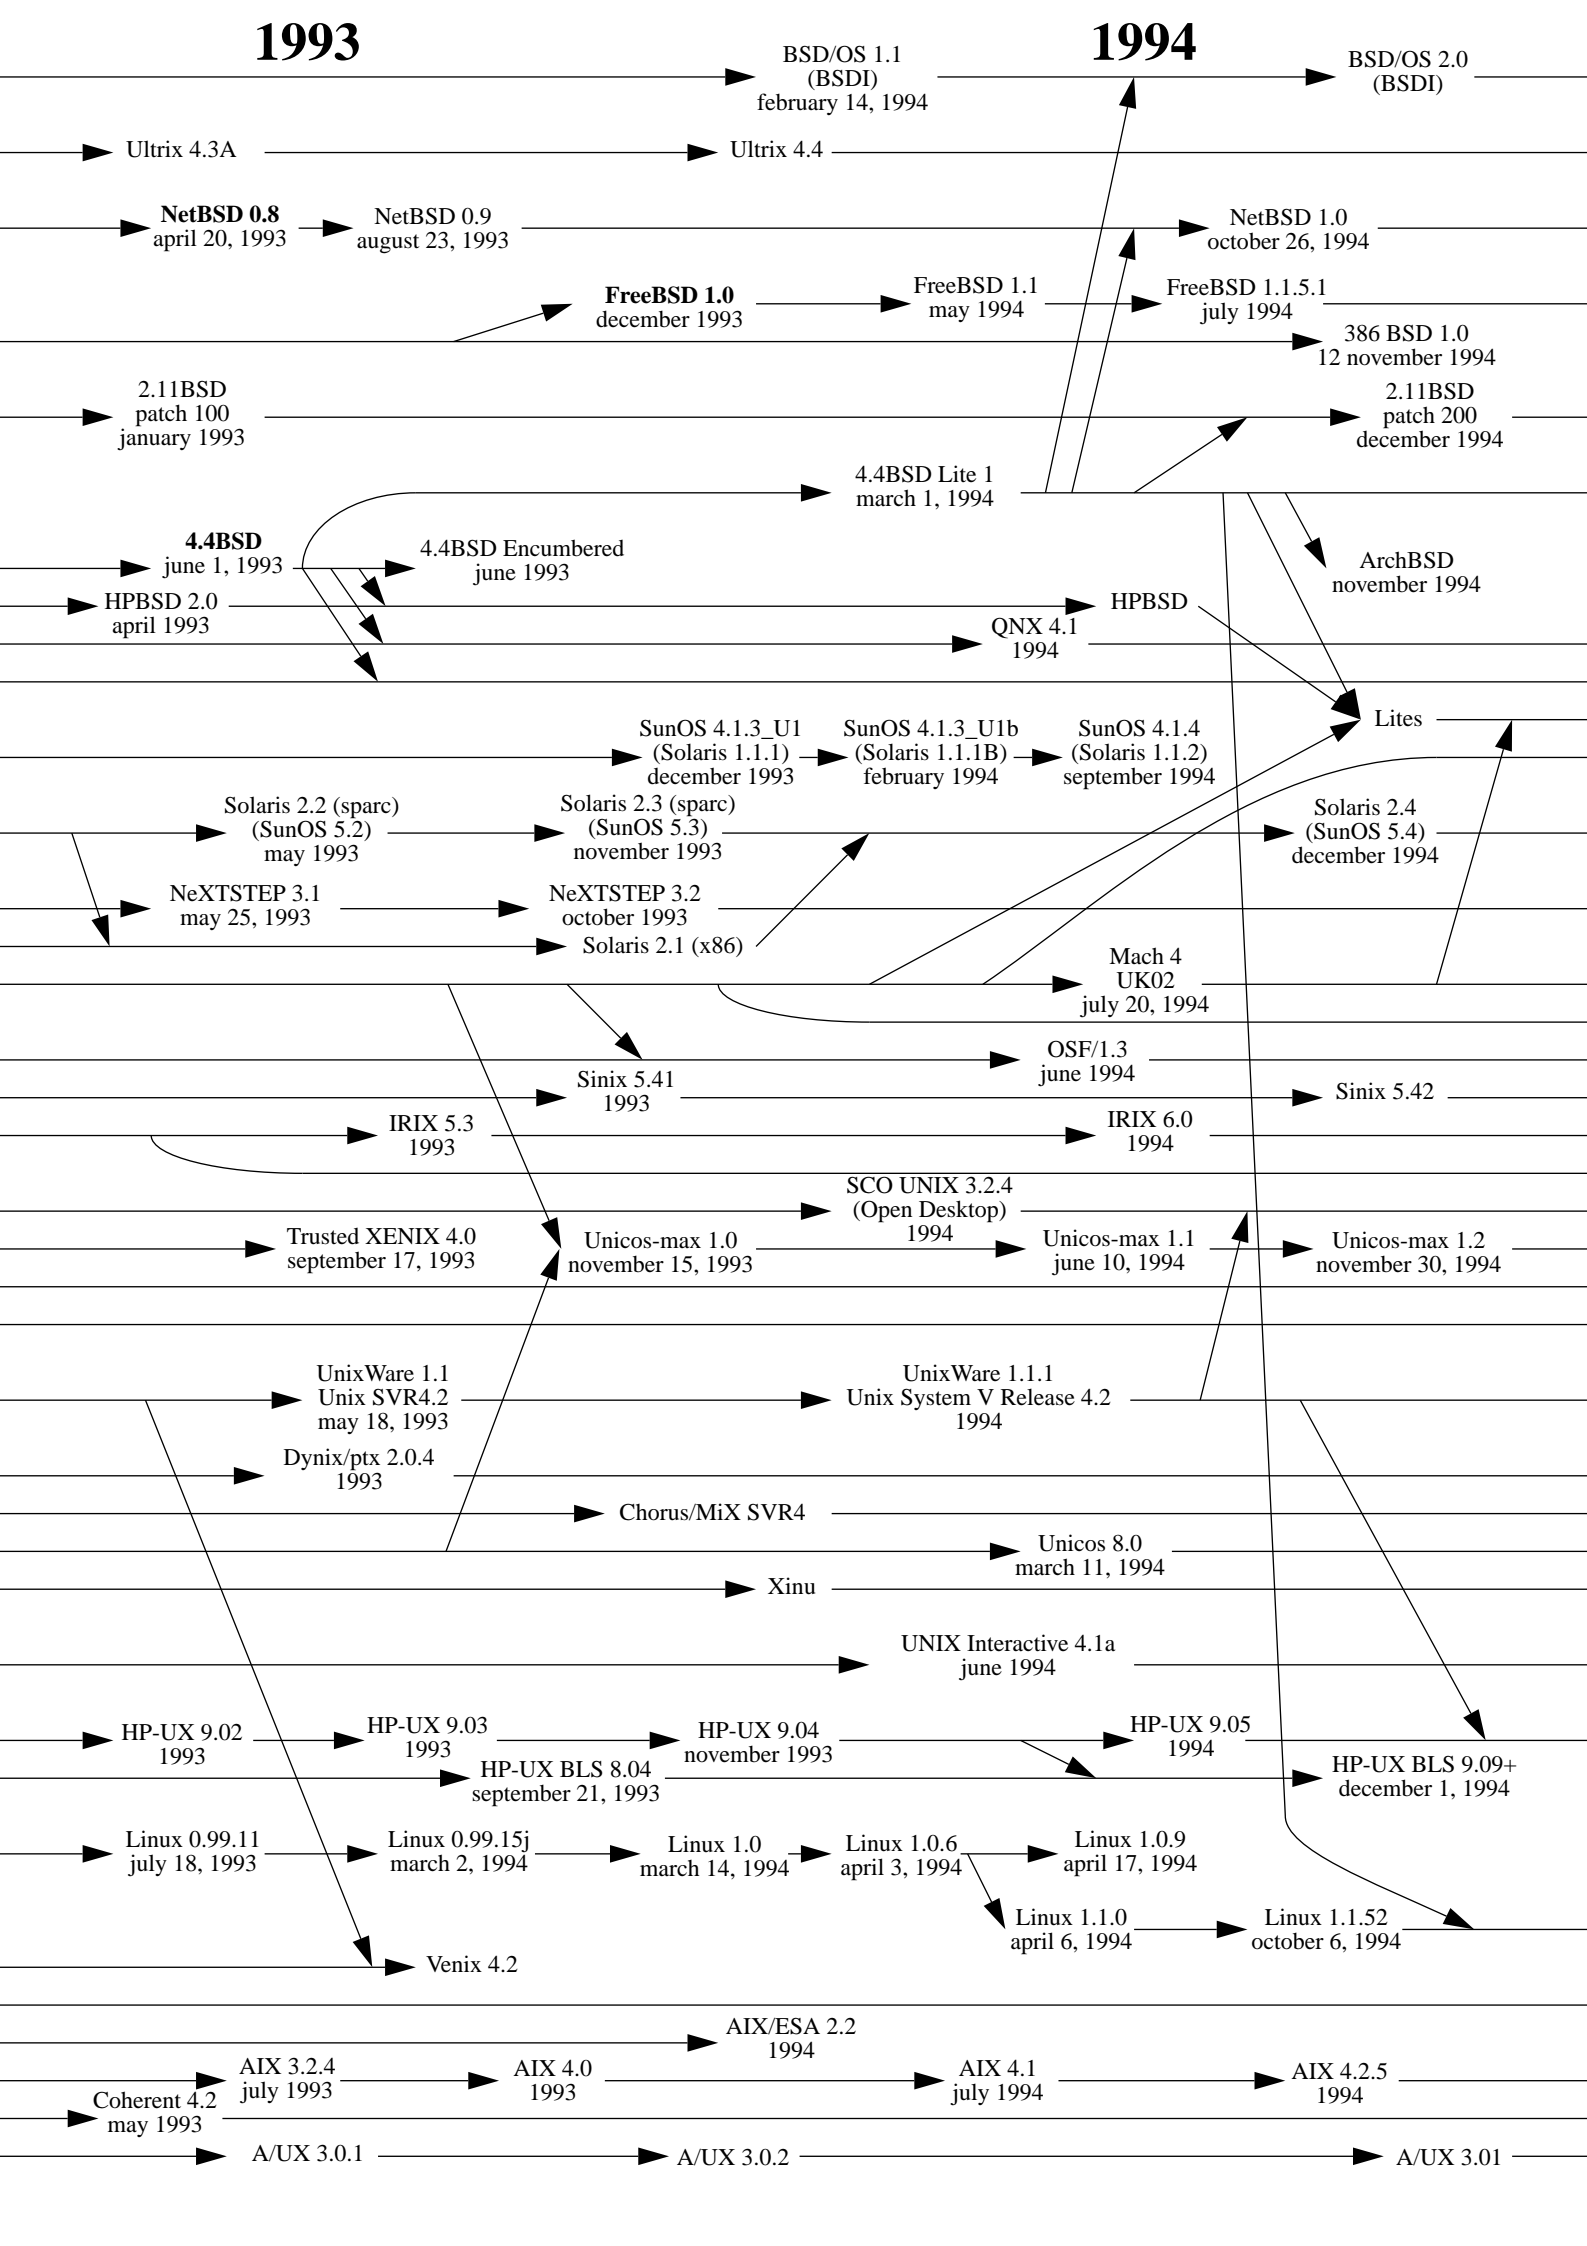 1993
1994
BSD/OS 1.1
(BSDI)
february 14, 1994
BSD/OS 2.0
(BSDI)
Ultrix 4.3A
Ultrix 4.4
NetBSD 0.8
april 20, 1993
NetBSD 0.9
august 23, 1993
NetBSD 1.0
october 26, 1994
FreeBSD 1.0
december 1993
FreeBSD 1.1
may 1994
FreeBSD 1.1.5.1
july 1994
386 BSD 1.0
12 november 1994
2.11BSD
patch 100
january 1993
2.11BSD
patch 200
december 1994
4.4BSD Lite 1
march 1, 1994
4.4BSD
june 1, 1993
4.4BSD Encumbered
june 1993
ArchBSD
november 1994
HPBSD 2.0
april 1993
HPBSD
QNX 4.1
1994
Lites
SunOS 4.1.3_U1
(Solaris 1.1.1)
december 1993
SunOS 4.1.3_U1b
(Solaris 1.1.1B)
february 1994
SunOS 4.1.4
(Solaris 1.1.2)
september 1994
Solaris 2.2 (sparc)
(SunOS 5.2)
may 1993
Solaris 2.3 (sparc)
(SunOS 5.3)
november 1993
Solaris 2.4
(SunOS 5.4)
december 1994
NeXTSTEP 3.1
may 25, 1993
NeXTSTEP 3.2
october 1993
Solaris 2.1 (x86)
Mach 4
UK02
july 20, 1994
OSF/1.3
june 1994
Sinix 5.41
1993
Sinix 5.42
IRIX 5.3
1993
IRIX 6.0
1994
SCO UNIX 3.2.4
(Open Desktop)
1994
Trusted XENIX 4.0
september 17, 1993
Unicos-max 1.0
november 15, 1993
Unicos-max 1.1
june 10, 1994
Unicos-max 1.2
november 30, 1994
UnixWare 1.1
Unix SVR4.2
may 18, 1993
UnixWare 1.1.1
Unix System V Release 4.2
1994
Dynix/ptx 2.0.4
1993
Chorus/MiX SVR4
Unicos 8.0
march 11, 1994
Xinu
UNIX Interactive 4.1a
june 1994
HP-UX 9.02
1993
HP-UX 9.03
1993
HP-UX 9.04
november 1993
HP-UX 9.05
1994
HP-UX BLS 8.04
september 21, 1993
HP-UX BLS 9.09+
december 1, 1994
Linux 0.99.11
july 18, 1993
Linux 0.99.15j
march 2, 1994
Linux 1.0
march 14, 1994
Linux 1.0.6
april 3, 1994
Linux 1.0.9
april 17, 1994
Linux 1.1.0
april 6, 1994
Linux 1.1.52
october 6, 1994
Venix 4.2
AIX/ESA 2.2
1994
AIX 3.2.4
july 1993
AIX 4.0
1993
AIX 4.1
july 1994
AIX 4.2.5
1994
Coherent 4.2
may 1993
A/UX 3.0.1
A/UX 3.0.2
A/UX 3.01